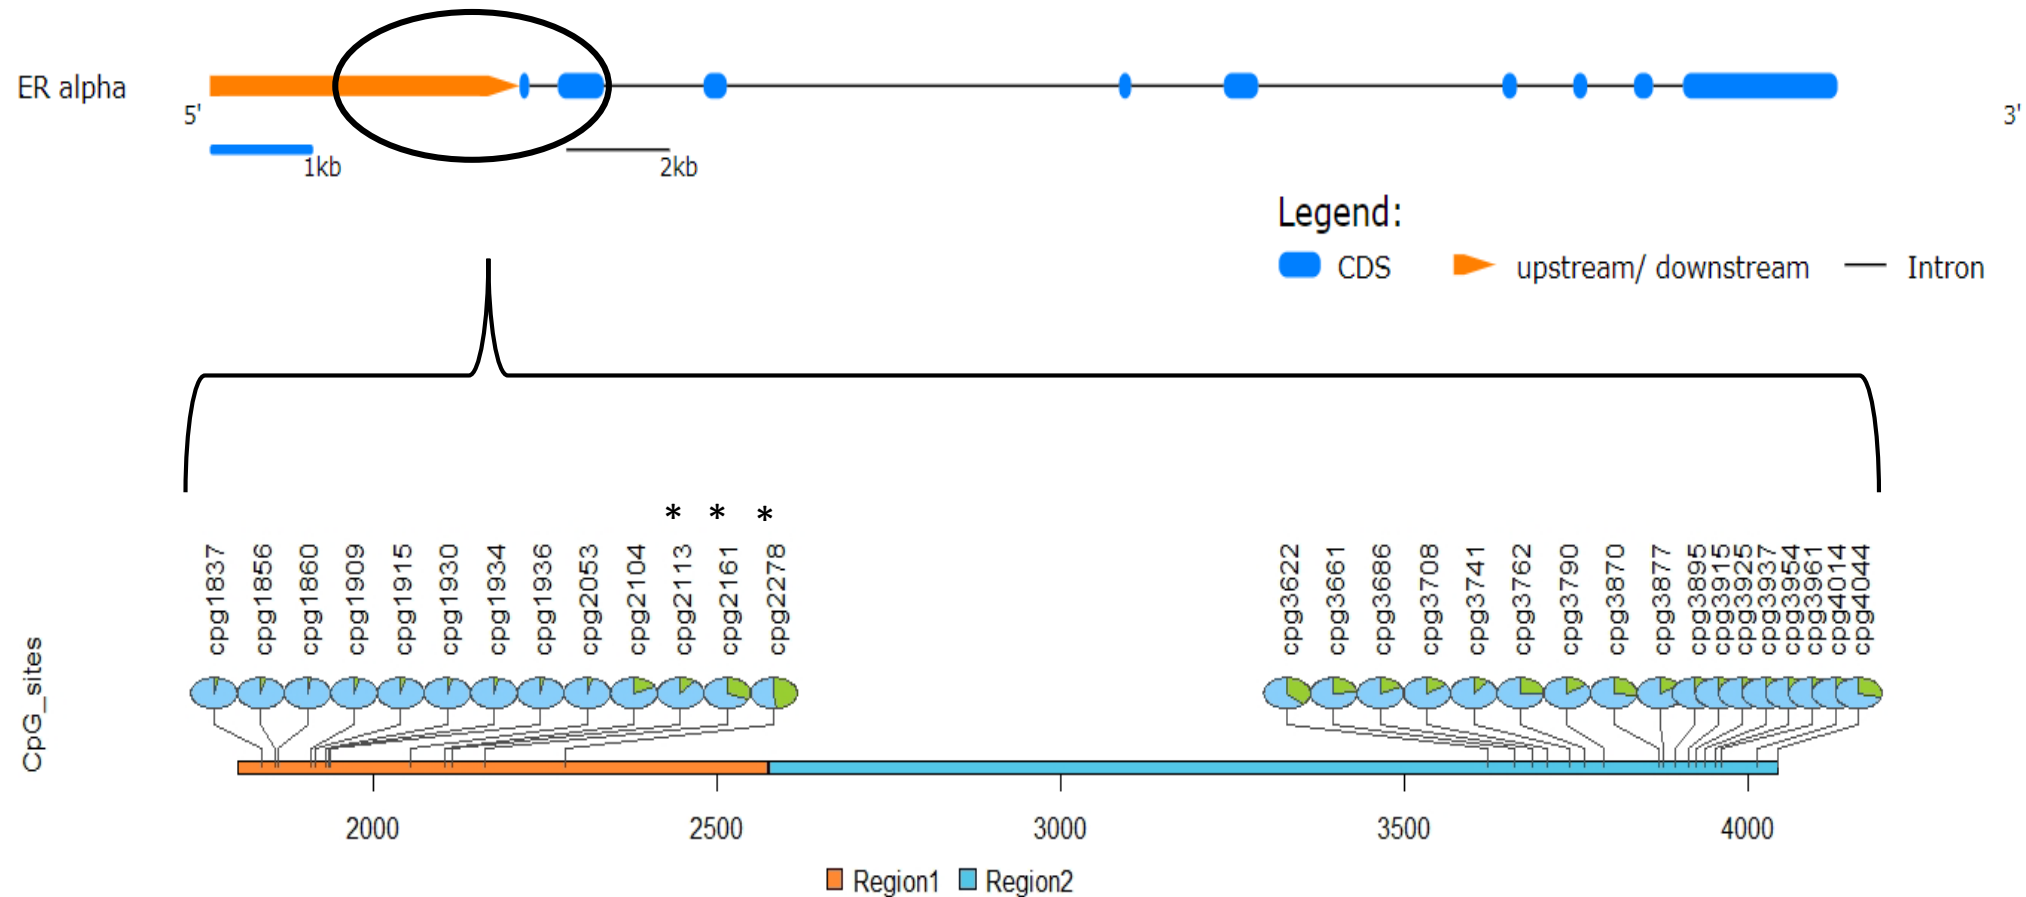 ER alpha
5'
3'
1kb
2kb
Legend:
CDS
upstream/ downstream
Intron
* * *
cpg1837
cpg1856
cpg1860
cpg1909
cpg1915
cpg1930
cpg1934
cpg1936
cpg2053
cpg2104
cpg2113
cpg2161
cpg2278
cpg3622
cpg3661
cpg3686
cpg3708
cpg3741
cpg3762
cpg3790
cpg3870
cpg3877
cpg3895
cpg3915
cpg3925
cpg3937
cpg3954
cpg3961
cpg4014
cpg4044
CpG_sites
2000
2500
3000
3500
4000
Region1
Region2